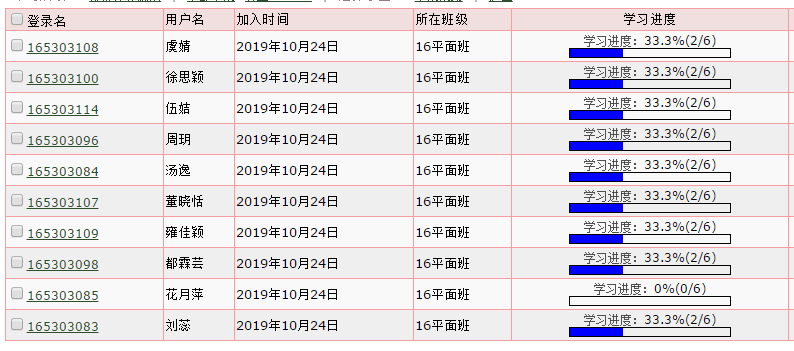 登录名 用户名 加入时间 所在班级 学习进度
165303108 虞婧 2019年10月24日 16平面班 学习进度：33.3%(2/6)
165303100 徐思颖 2019年10月24日 16平面班 学习进度：33.3%(2/6)
165303114 伍姞 2019年10月24日 16平面班 学习进度：33.3%(2/6)
165303096 周玥 2019年10月24日 16平面班 学习进度：33.3%(2/6)
165303084 汤逸 2019年10月24日 16平面班 学习进度：33.3%(2/6)
165303107 董晓恬 2019年10月24日 16平面班 学习进度：33.3%(2/6)
165303109 雍佳颖 2019年10月24日 16平面班 学习进度：33.3%(2/6)
165303098 都霖芸 2019年10月24日 16平面班 学习进度：33.3%(2/6)
165303085 花月萍 2019年10月24日 16平面班 学习进度：0%(0/6)
165303083 刘蕊 2019年10月24日 16平面班 学习进度：33.3%(2/6)